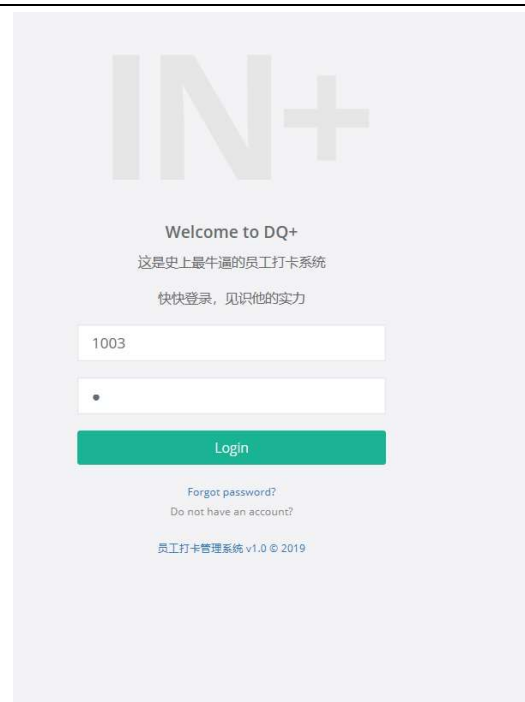 IN+
Welcome to DQ+
这是史上最牛逼的员工打卡系统
快快登录，见识他的实力
1003
●
Login
Forgot password?
Do not have an account?
员工打卡管理系统 v1.0 © 2019